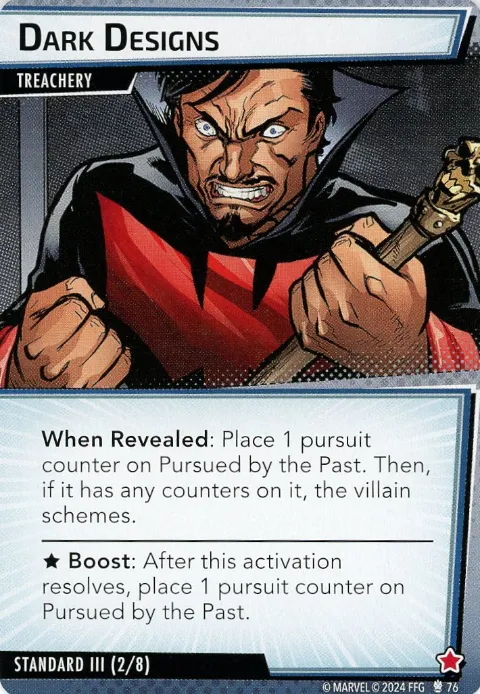 DARK DESIGNS
TREACHERY
When Revealed: Place 1 pursuit
counter on Pursued by the Past. Then,
if it has any counters on it, the villain
schemes.
★ Boost: After this activation
resolves, place 1 pursuit counter on
Pursued by the Past.
STANDARD III (2/8)
© MARVEL © 2024 FFG 76